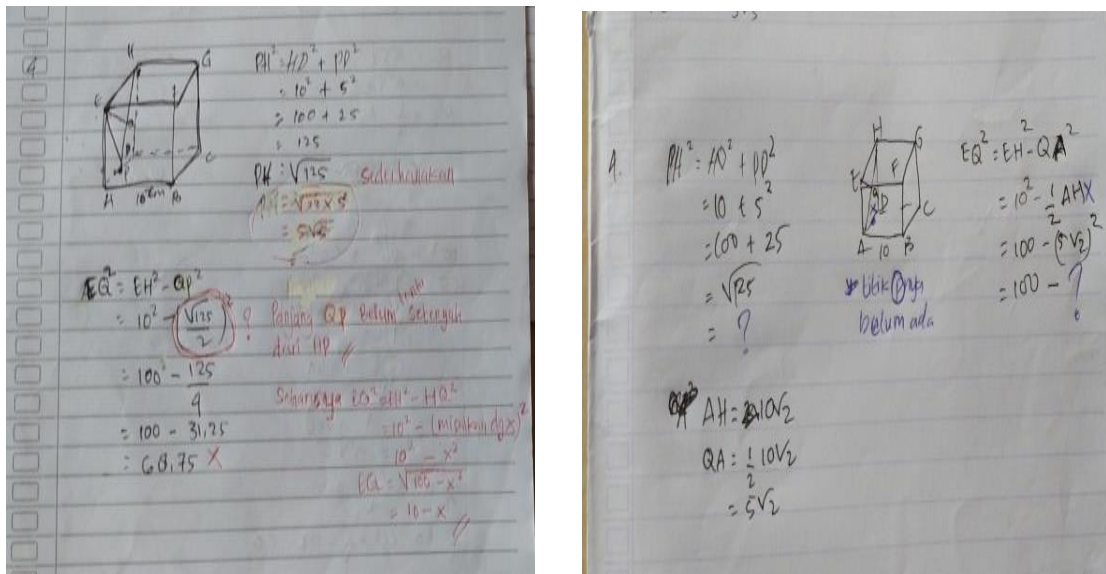 4
H
G
E
Q
D
P
C
A
10 cm
B
PH² = HD² + PD²
= 10² + 5²
= 100 + 25
= 125
PH = √125 Sederhanakan
= 5√5
EQ² = EH² - QP²
= 10² - (√125/2)² ? Panjang QP Belum tentu setengah
dari HP
= 100 - 125/4
= 100 - 31,25
= 68,75 X
Seharusnya EQ² = EH² - HQ²
= 10² - (misalkan dgx)²
10² - x²
EQ = √100 - x²
= 10 - x
4.
PH² = HD² + PD²
= 10 + 5²
= 100 + 25
= √125
= ?
H
G
E
F
Q
D
C
A
10
B
* titik P nya
belum ada
EQ² = EH² - QA²
= 10² - 1/2 AH X
= 100 - (5√2)²
= 100 - ?
AH = 10√2
QA = 1/2 10√2
= 5√2